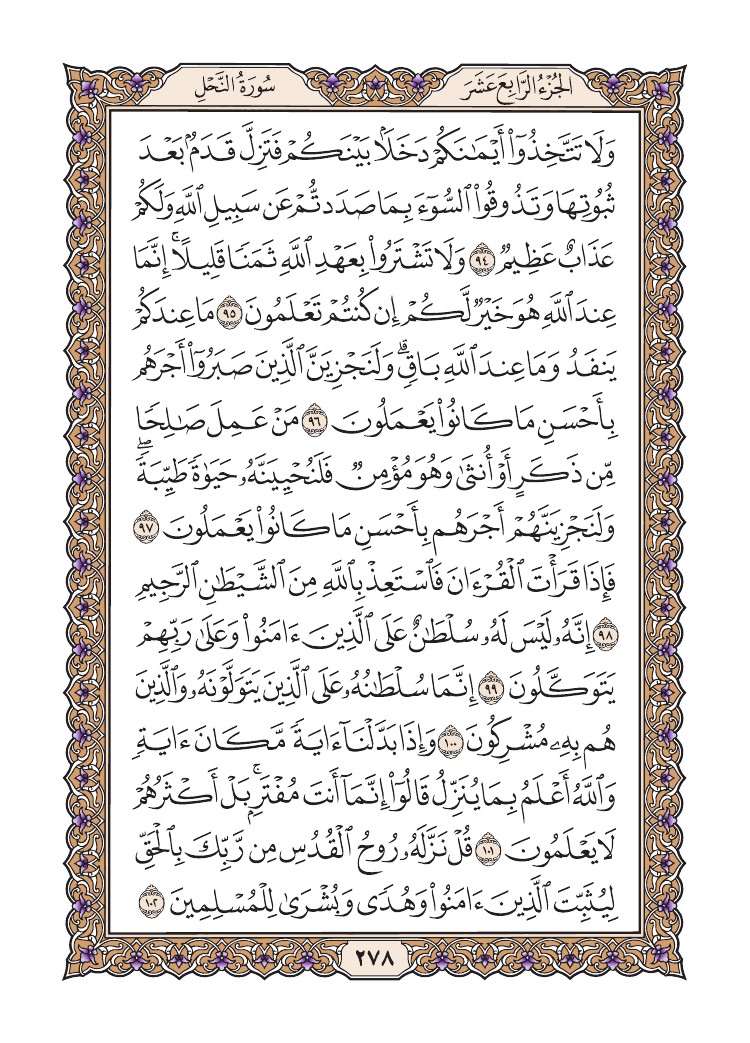 الجُزْءُ الرَّابِعَ عَشَرَ
سُورَةُ النَّحْلِ
وَلَا تَتَّخِذُوٓاْ أَيْمَٰنَكُمْ دَخَلَۢا بَيْنَكُمْ فَتَزِلَّ قَدَمُۢ بَعْدَ
ثُبُوتِهَا وَتَذُوقُواْ ٱلسُّوٓءَ بِمَا صَدَدتُّمْ عَن سَبِيلِ ٱللَّهِ وَلَكُمْ
عَذَابٌ عَظِيمٌ ٩٤ وَلَا تَشْتَرُواْ بِعَهْدِ ٱللَّهِ ثَمَنًا قَلِيلًاۚ إِنَّمَا
عِندَ ٱللَّهِ هُوَ خَيْرٌ لَّكُمْ إِن كُنتُمْ تَعْلَمُونَ ٩٥ مَا عِندَكُمْ
يَنفَدُ وَمَا عِندَ ٱللَّهِ بَاقٍۗ وَلَنَجْزِيَنَّ ٱلَّذِينَ صَبَرُوٓاْ أَجْرَهُم
بِأَحْسَنِ مَا كَانُواْ يَعْمَلُونَ ٩٦ مَنْ عَمِلَ صَٰلِحًا
مِّن ذَكَرٍ أَوْ أُنثَىٰ وَهُوَ مُؤْمِنٌ فَلَنُحْيِيَنَّهُۥ حَيَوٰةً طَيِّبَةًۖ
وَلَنَجْزِيَنَّهُمْ أَجْرَهُم بِأَحْسَنِ مَا كَانُواْ يَعْمَلُونَ ٩٧
فَإِذَا قَرَأْتَ ٱلْقُرْءَانَ فَٱسْتَعِذْ بِٱللَّهِ مِنَ ٱلشَّيْطَٰنِ ٱلرَّجِيمِ
٩٨ إِنَّهُۥ لَيْسَ لَهُۥ سُلْطَٰنٌ عَلَى ٱلَّذِينَ ءَامَنُواْ وَعَلَىٰ رَبِّهِمْ
يَتَوَكَّلُونَ ٩٩ إِنَّمَا سُلْطَٰنُهُۥ عَلَى ٱلَّذِينَ يَتَوَلَّوْنَهُۥ وَٱلَّذِينَ
هُم بِهِۦ مُشْرِكُونَ ١٠٠ وَإِذَا بَدَّلْنَآ ءَايَةً مَّكَانَ ءَايَةٍ
وَٱللَّهُ أَعْلَمُ بِمَا يُنَزِّلُ قَالُوٓاْ إِنَّمَآ أَنتَ مُفْتَرٍۭۚ بَلْ أَكْثَرُهُمْ
لَا يَعْلَمُونَ ١٠١ قُلْ نَزَّلَهُۥ رُوحُ ٱلْقُدُسِ مِن رَّبِّكَ بِٱلْحَقِّ
لِيُثَبِّتَ ٱلَّذِينَ ءَامَنُواْ وَهُدًى وَبُشْرَىٰ لِلْمُسْلِمِينَ ١٠٢
٢٧٨